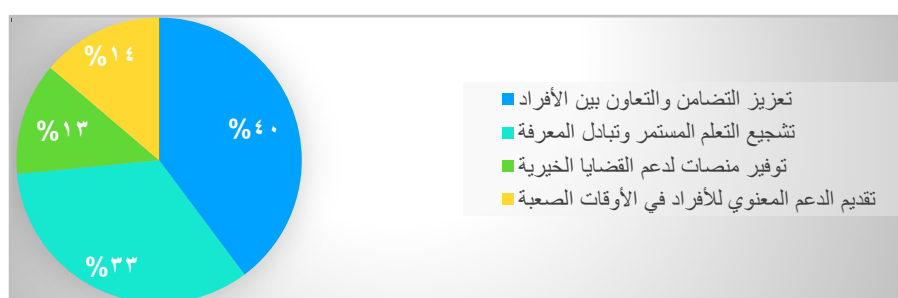 %١٤
%٤٠
%١٣
%٣٣
تعزيز التضامن والتعاون بين الأفراد
تشجيع التعلم المستمر وتبادل المعرفة
توفير منصات لدعم القضايا الخيرية
تقديم الدعم المعنوي للأفراد في الأوقات الصعبة